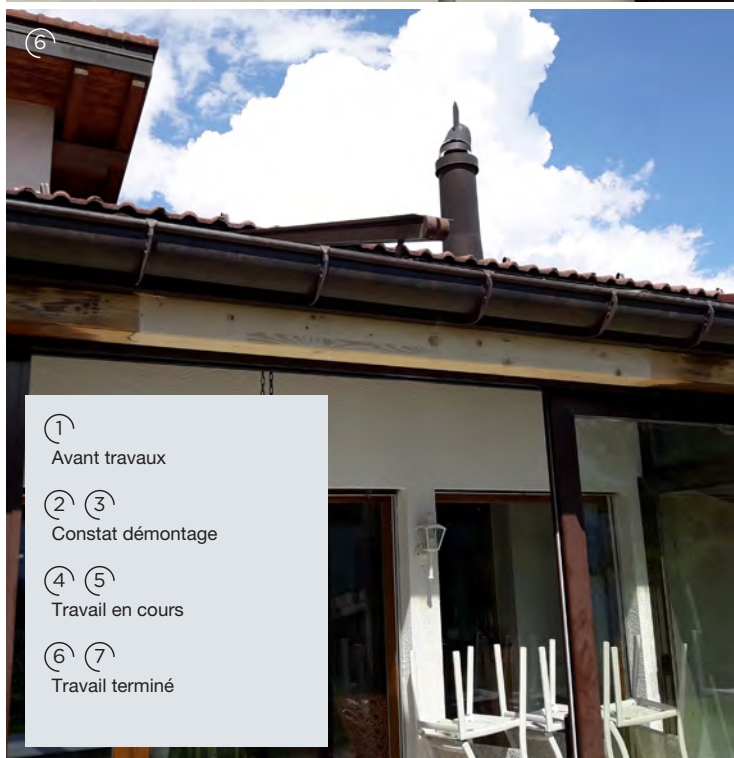 6
1
Avant travaux
2 3
Constat démontage
4 5
Travail en cours
6 7
Travail terminé